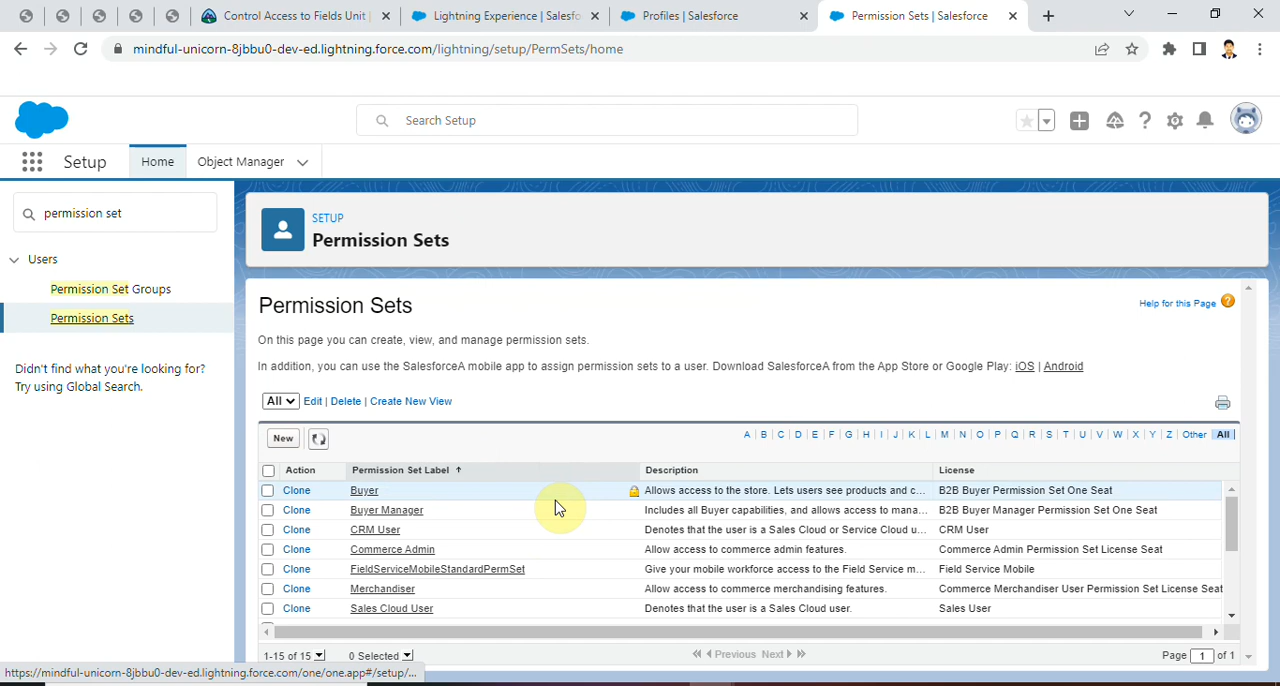 Control Access to Fields Unit
Lightning Experience | Salesfo
Profiles | Salesforce
Permission Sets | Salesforce
mindful-unicorn-8jbbu0-dev-ed.lightning.force.com/lightning/setup/PermSets/home
Search Setup
Setup
Home
Object Manager
permission set
Users
Permission Set Groups
Permission Sets
Didn't find what you're looking for?
Try using Global Search.
SETUP
Permission Sets
Permission Sets
Help for this Page
On this page you can create, view, and manage permission sets.
In addition, you can use the SalesforceA mobile app to assign permission sets to a user. Download SalesforceA from the App Store or Google Play: iOS | Android
All Edit | Delete | Create New View
New
A | B | C | D | E | F | G | H | I | J | K | L | M | N | O | P | Q | R | S | T | U | V | W | X | Y | Z | Other | All
Action Permission Set Label Description License
Clone Buyer Allows access to the store. Lets users see products and c... B2B Buyer Permission Set One Seat
Clone Buyer Manager Includes all Buyer capabilities, and allows access to mana... B2B Buyer Manager Permission Set One Seat
Clone CRM User Denotes that the user is a Sales Cloud or Service Cloud u... CRM User
Clone Commerce Admin Allow access to commerce admin features. Commerce Admin Permission Set License Seat
Clone FieldServiceMobileStandardPermSet Give your mobile workforce access to the Field Service m... Field Service Mobile
Clone Merchandiser Allow access to commerce merchandising features. Commerce Merchandiser User Permission Set License Seat
Clone Sales Cloud User Denotes that the user is a Sales Cloud user. Sales User
1-15 of 15 0 Selected Previous Next Page 1 of 1
https://mindful-unicorn-8jbbu0-dev-ed.lightning.force.com/one/one.app#/setup/...